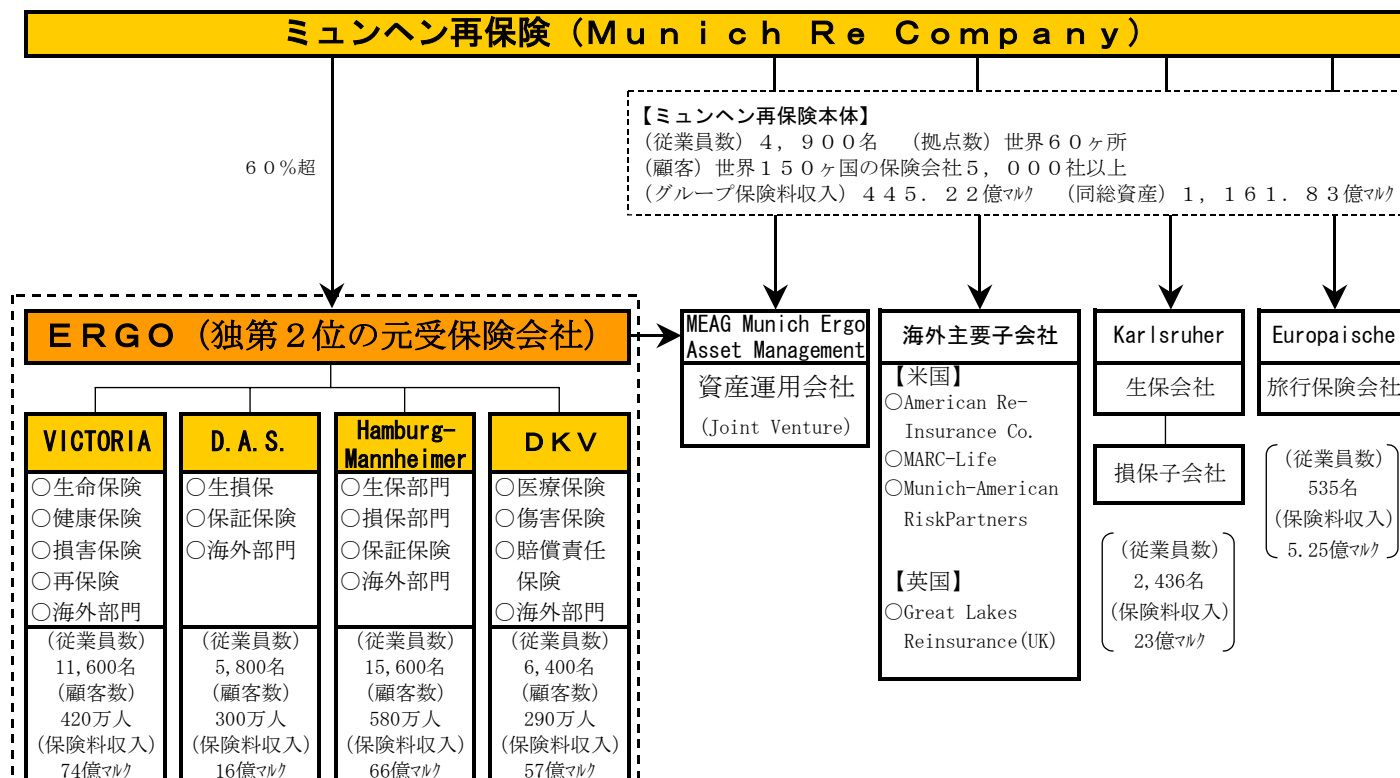 ミュンヘン再保険（Munich Re Company）
60%超
【ミュンヘン再保険本体】
（従業員数）４，９００名　（拠点数）世界６０ヶ所
（顧客）世界１５０ヶ国の保険会社５，０００社以上
（グループ保険料収入）４４５．２２億ﾏﾙｸ　（同総資産）１，１６１．８３億ﾏﾙｸ
ＥＲＧＯ（独第２位の元受保険会社）
VICTORIA
○生命保険
○健康保険
○損害保険
○再保険
○海外部門
(従業員数)
11,600名
(顧客数)
420万人
(保険料収入)
74億ﾏﾙｸ
D.A.S.
○生損保
○保証保険
○海外部門
(従業員数)
5,800名
(顧客数)
300万人
(保険料収入)
16億ﾏﾙｸ
Hamburg-
Mannheimer
○生保部門
○損保部門
○保証保険
○海外部門
(従業員数)
15,600名
(顧客数)
580万人
(保険料収入)
66億ﾏﾙｸ
ＤＫＶ
○医療保険
○傷害保険
○賠償責任
保険
○海外部門
(従業員数)
6,400名
(顧客数)
290万人
(保険料収入)
57億ﾏﾙｸ
MEAG Munich Ergo
Asset Management
資産運用会社
(Joint Venture)
海外主要子会社
【米国】
○American Re-
Insurance Co.
○MARC-Life
○Munich-American
RiskPartners
【英国】
○Great Lakes
Reinsurance(UK)
Karlsruher
生保会社
損保子会社
(従業員数)
2,436名
(保険料収入)
23億ﾏﾙｸ
Europaische
旅行保険会社
(従業員数)
535名
(保険料収入)
5.25億ﾏﾙｸ